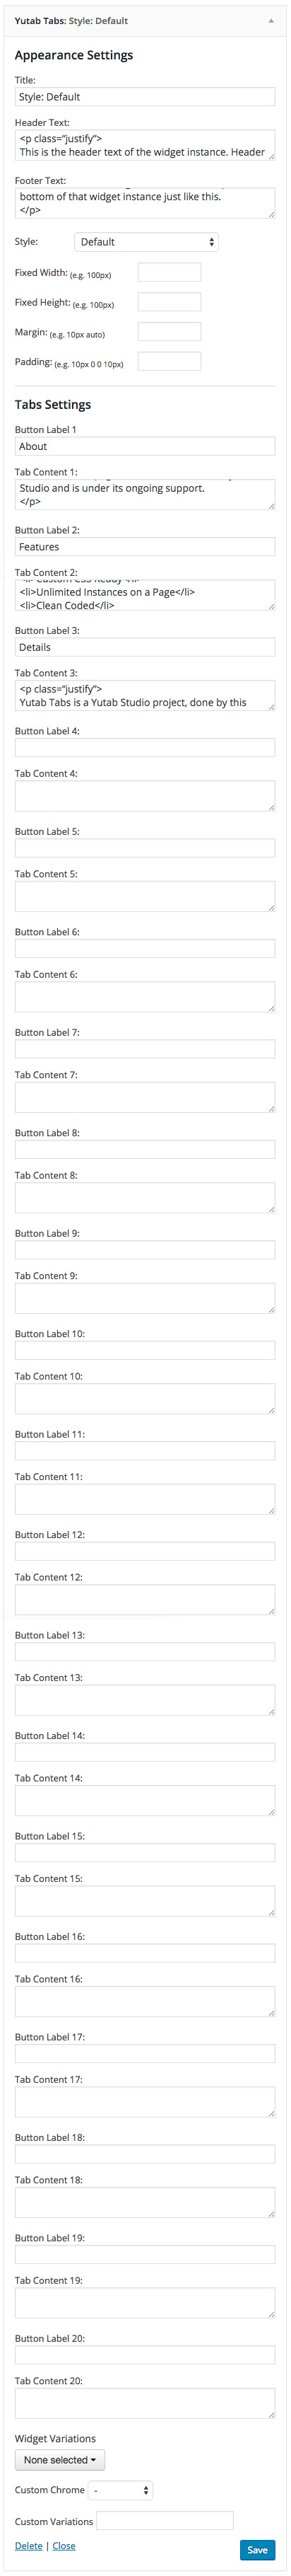 Yutab Tabs: Style: Default
Appearance Settings
Title:
Style: Default
Header Text:
<p class="justify">
This is the header text of the widget instance. Header
Footer Text:
bottom of that widget instance just like this.
</p>
Style: Default
Fixed Width: (e.g. 100px)
Fixed Height: (e.g. 100px)
Margin: (e.g. 10px auto)
Padding: (e.g. 10px 0 0 10px)
Tabs Settings
Button Label 1
About
Tab Content 1:
Studio and is under its ongoing support.
</p>
Button Label 2:
Features
Tab Content 2:
<li>Custom Css Ready </li>
<li>Unlimited Instances on a Page</li>
<li>Clean Coded</li>
Button Label 3:
Details
Tab Content 3:
<p class="justify">
Yutab Tabs is a Yutab Studio project, done by this
Button Label 4:
Tab Content 4:
Button Label 5:
Tab Content 5:
Button Label 6:
Tab Content 6:
Button Label 7:
Tab Content 7:
Button Label 8:
Tab Content 8:
Button Label 9:
Tab Content 9:
Button Label 10:
Tab Content 10:
Button Label 11:
Tab Content 11:
Button Label 12:
Tab Content 12:
Button Label 13:
Tab Content 13:
Button Label 14:
Tab Content 14:
Button Label 15:
Tab Content 15:
Button Label 16:
Tab Content 16:
Button Label 17:
Tab Content 17:
Button Label 18:
Tab Content 18:
Button Label 19:
Tab Content 19:
Button Label 20:
Tab Content 20:
Widget Variations
None selected
Custom Chrome -
Custom Variations
Delete | Close Save